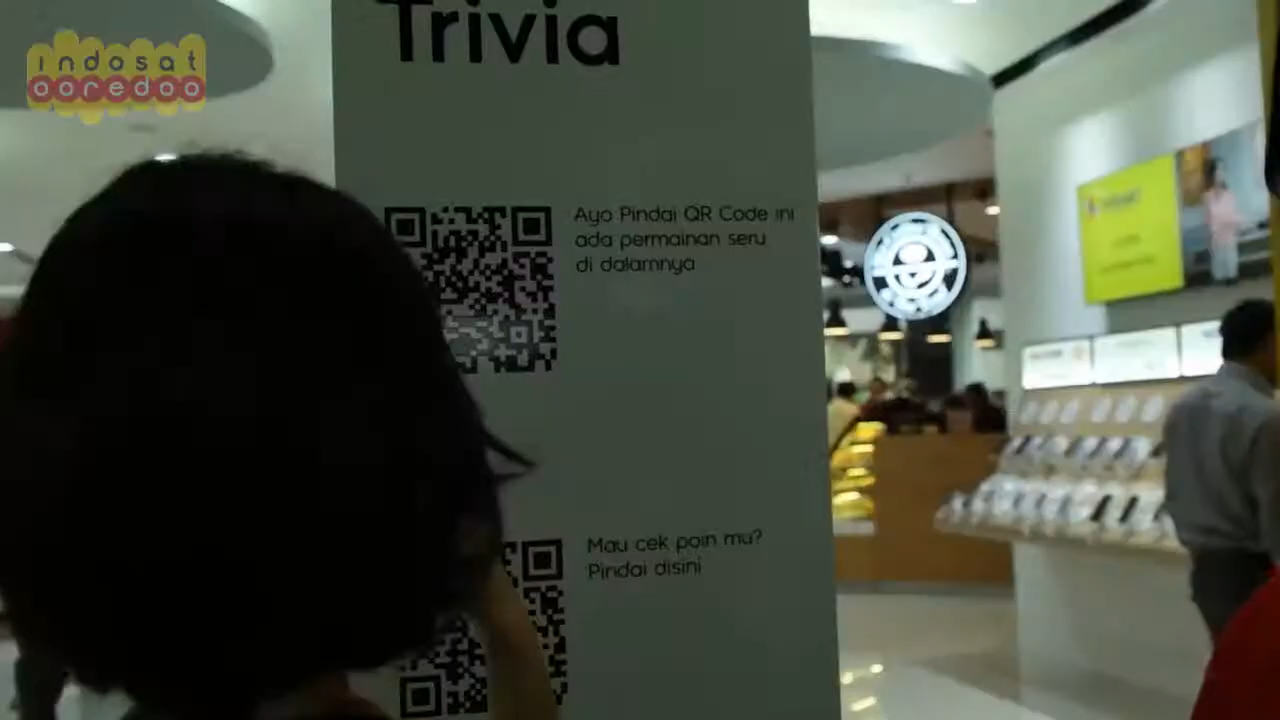 indosat
ooredoo
Trivia
Ayo Pindai QR Code ini
ada permainan seru
di dalamnya
Mau cek poin mu?
Pindai disini